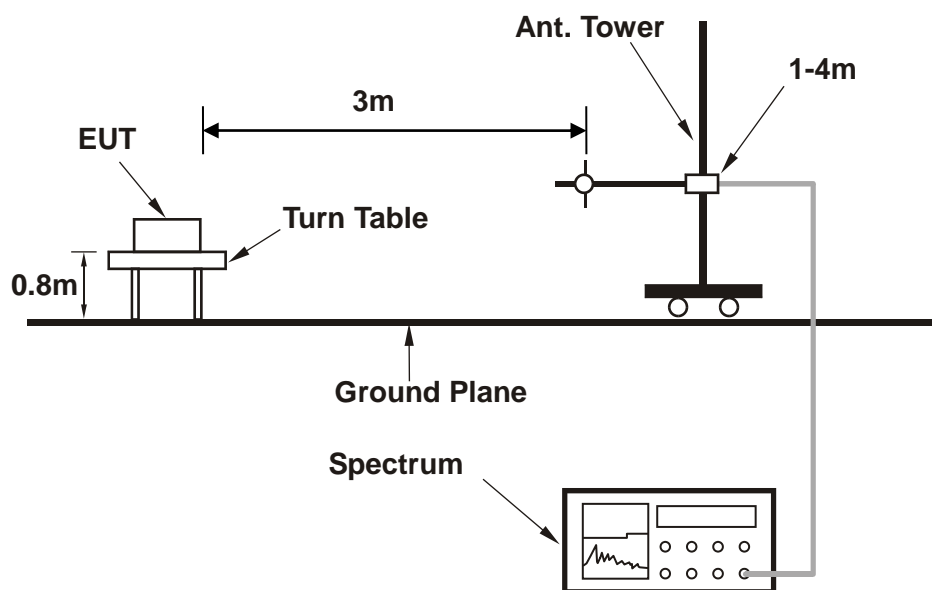 Ant. Tower
1-4m
3m
EUT
Turn Table
0.8m
Ground Plane
Spectrum